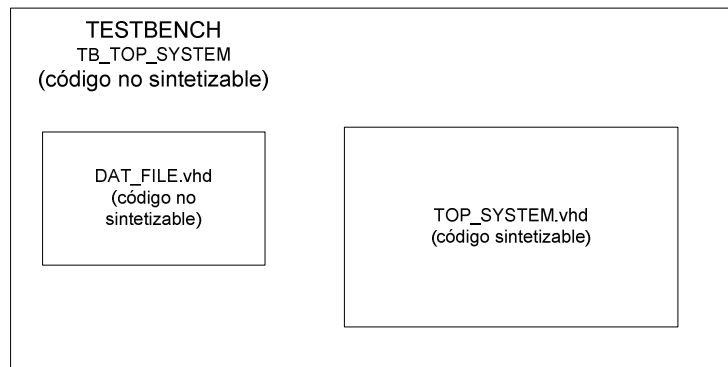 TESTBENCH
TB_TOP_SYSTEM
(código no sintetizable)
DAT_FILE.vhd
(código no
sintetizable)
TOP_SYSTEM.vhd
(código sintetizable)